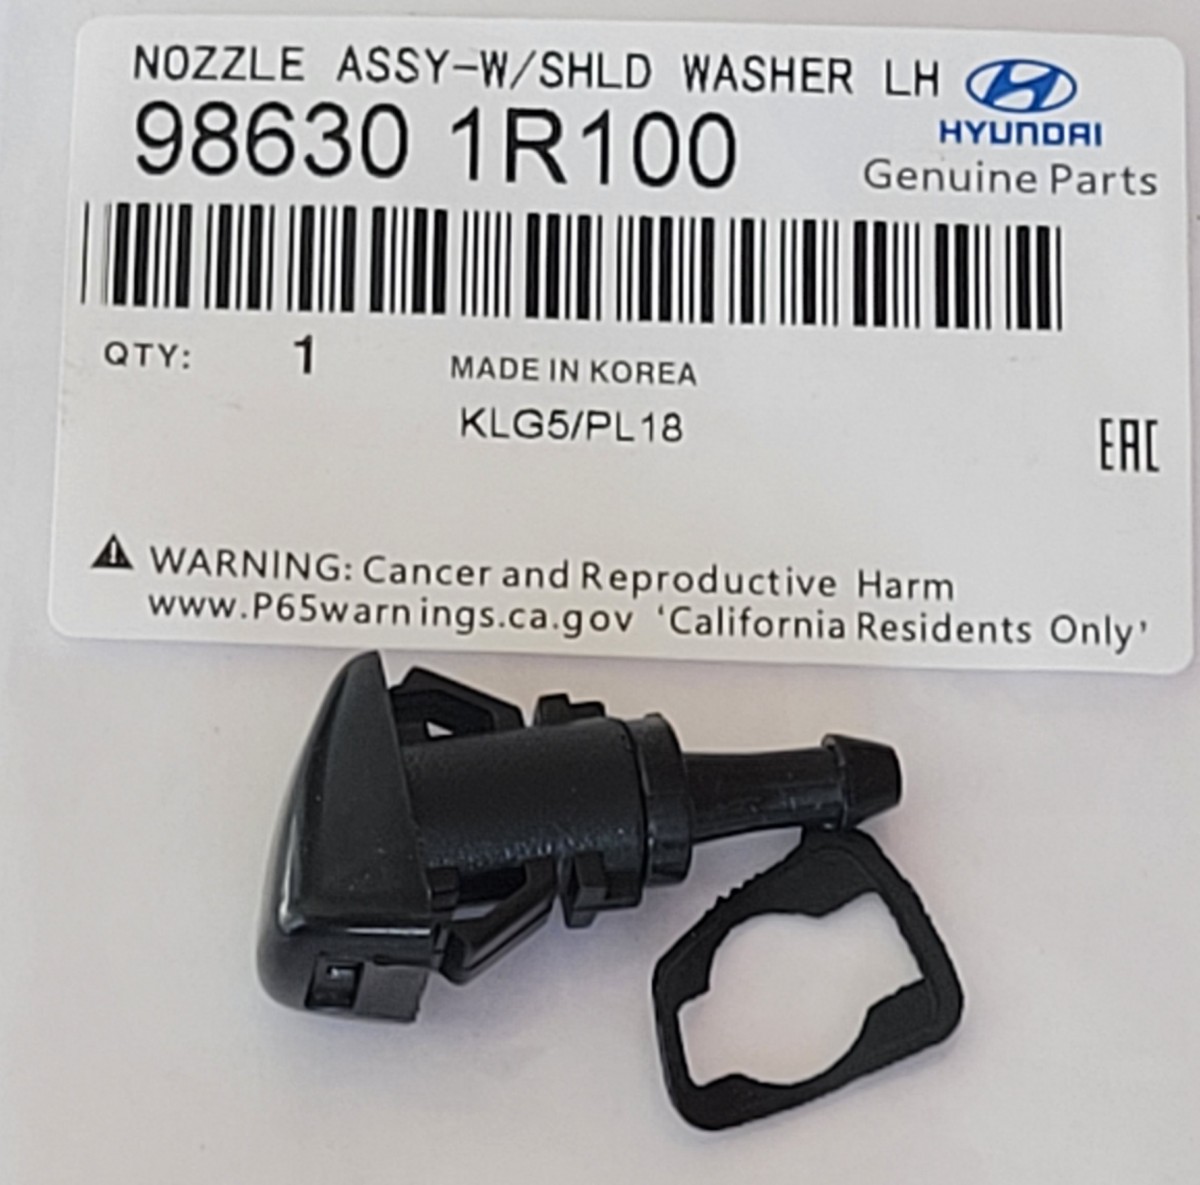 NOZZLE ASSY-W/SHLD WASHER LH
98630 1R100
HYUNDAI
Genuine Parts
QTY: 1
MADE IN KOREA
KLG5/PL18
EAC
WARNING: Cancer and Reproductive Harm
www.P65warnings.ca.gov 'California Residents Only'